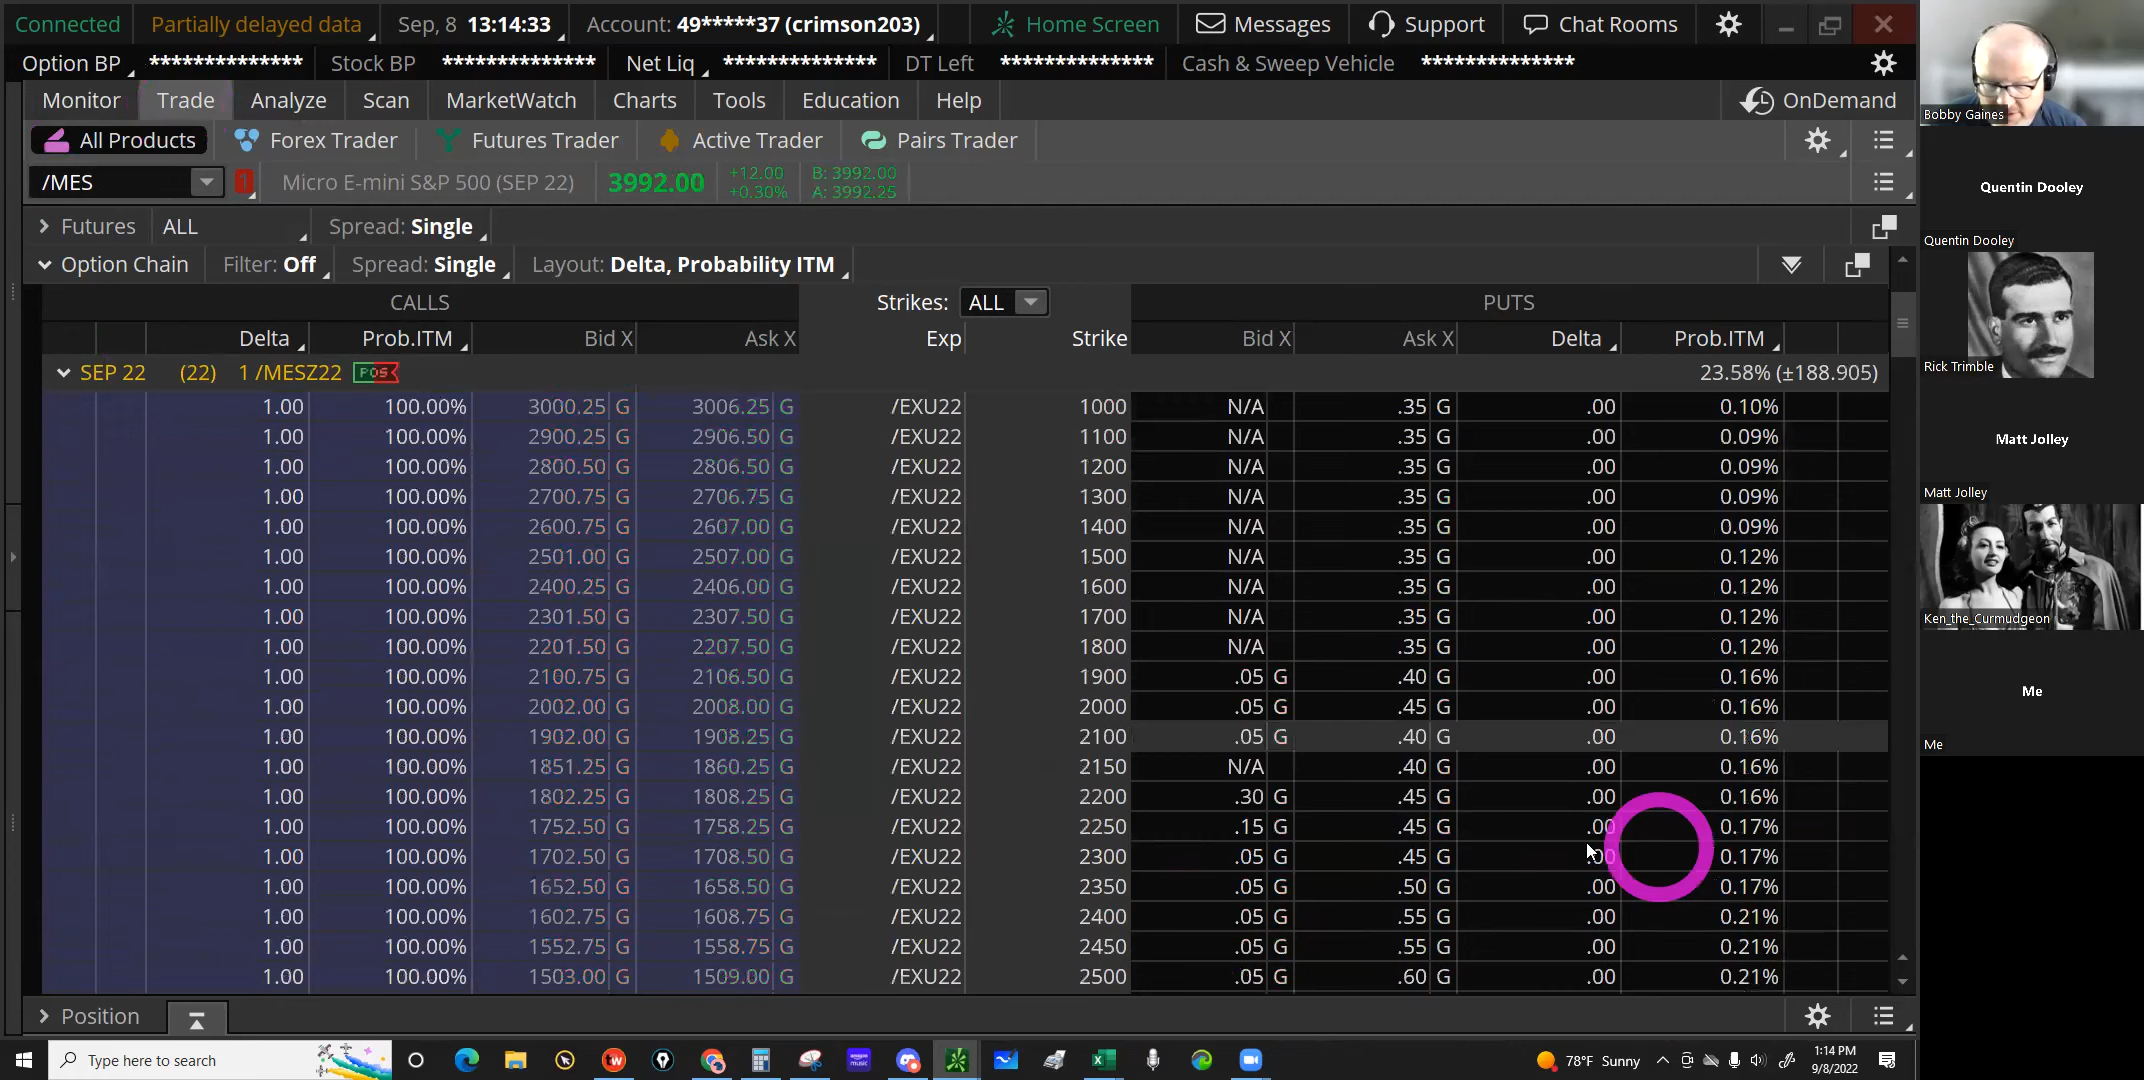 Connected Partially delayed data Sep, 8 13:14:33 Account: 49*****37 (crimson203) Home Screen Messages Support Chat Rooms
Option BP ************** Stock BP ************** Net Liq ************** DT Left ************** Cash & Sweep Vehicle **************
Monitor Trade Analyze Scan MarketWatch Charts Tools Education Help OnDemand
All Products Forex Trader Futures Trader Active Trader Pairs Trader
/MES 1 Micro E-mini S&P 500 (SEP 22) 3992.00 +12.00 +0.30% B: 3992.00 A: 3992.25
Futures ALL Spread: Single
Option Chain Filter: Off Spread: Single Layout: Delta, Probability ITM
CALLS Strikes: ALL PUTS
Delta Prob.ITM Bid X Ask X Exp Strike Bid X Ask X Delta Prob.ITM
SEP 22 (22) 1 /MESZ22 POS 23.58% (±188.905)
1.00 100.00% 3000.25 G 3006.25 G /EXU22 1000 N/A .35 G .00 0.10%
1.00 100.00% 2900.25 G 2906.50 G /EXU22 1100 N/A .35 G .00 0.09%
1.00 100.00% 2800.50 G 2806.50 G /EXU22 1200 N/A .35 G .00 0.09%
1.00 100.00% 2700.75 G 2706.75 G /EXU22 1300 N/A .35 G .00 0.09%
1.00 100.00% 2600.75 G 2607.00 G /EXU22 1400 N/A .35 G .00 0.09%
1.00 100.00% 2501.00 G 2507.00 G /EXU22 1500 N/A .35 G .00 0.12%
1.00 100.00% 2400.25 G 2406.00 G /EXU22 1600 N/A .35 G .00 0.12%
1.00 100.00% 2301.50 G 2307.50 G /EXU22 1700 N/A .35 G .00 0.12%
1.00 100.00% 2201.50 G 2207.50 G /EXU22 1800 N/A .35 G .00 0.12%
1.00 100.00% 2100.75 G 2106.50 G /EXU22 1900 .05 G .40 G .00 0.16%
1.00 100.00% 2002.00 G 2008.00 G /EXU22 2000 .05 G .45 G .00 0.16%
1.00 100.00% 1902.00 G 1908.25 G /EXU22 2100 .05 G .40 G .00 0.16%
1.00 100.00% 1851.25 G 1860.25 G /EXU22 2150 N/A .40 G .00 0.16%
1.00 100.00% 1802.25 G 1808.25 G /EXU22 2200 .30 G .45 G .00 0.16%
1.00 100.00% 1752.50 G 1758.25 G /EXU22 2250 .15 G .45 G .00 0.17%
1.00 100.00% 1702.50 G 1708.50 G /EXU22 2300 .05 G .45 G .00 0.17%
1.00 100.00% 1652.50 G 1658.50 G /EXU22 2350 .05 G .50 G .00 0.17%
1.00 100.00% 1602.75 G 1608.75 G /EXU22 2400 .05 G .55 G .00 0.21%
1.00 100.00% 1552.75 G 1558.75 G /EXU22 2450 .05 G .55 G .00 0.21%
1.00 100.00% 1503.00 G 1509.00 G /EXU22 2500 .05 G .60 G .00 0.21%
Position
Type here to search
amazon music
78°F Sunny
1:14 PM
9/8/2022
Bobby Gaines
Quentin Dooley
Quentin Dooley
Rick Trimble
Matt Jolley
Matt Jolley
Ken_the_Curmudgeon
Me
Me